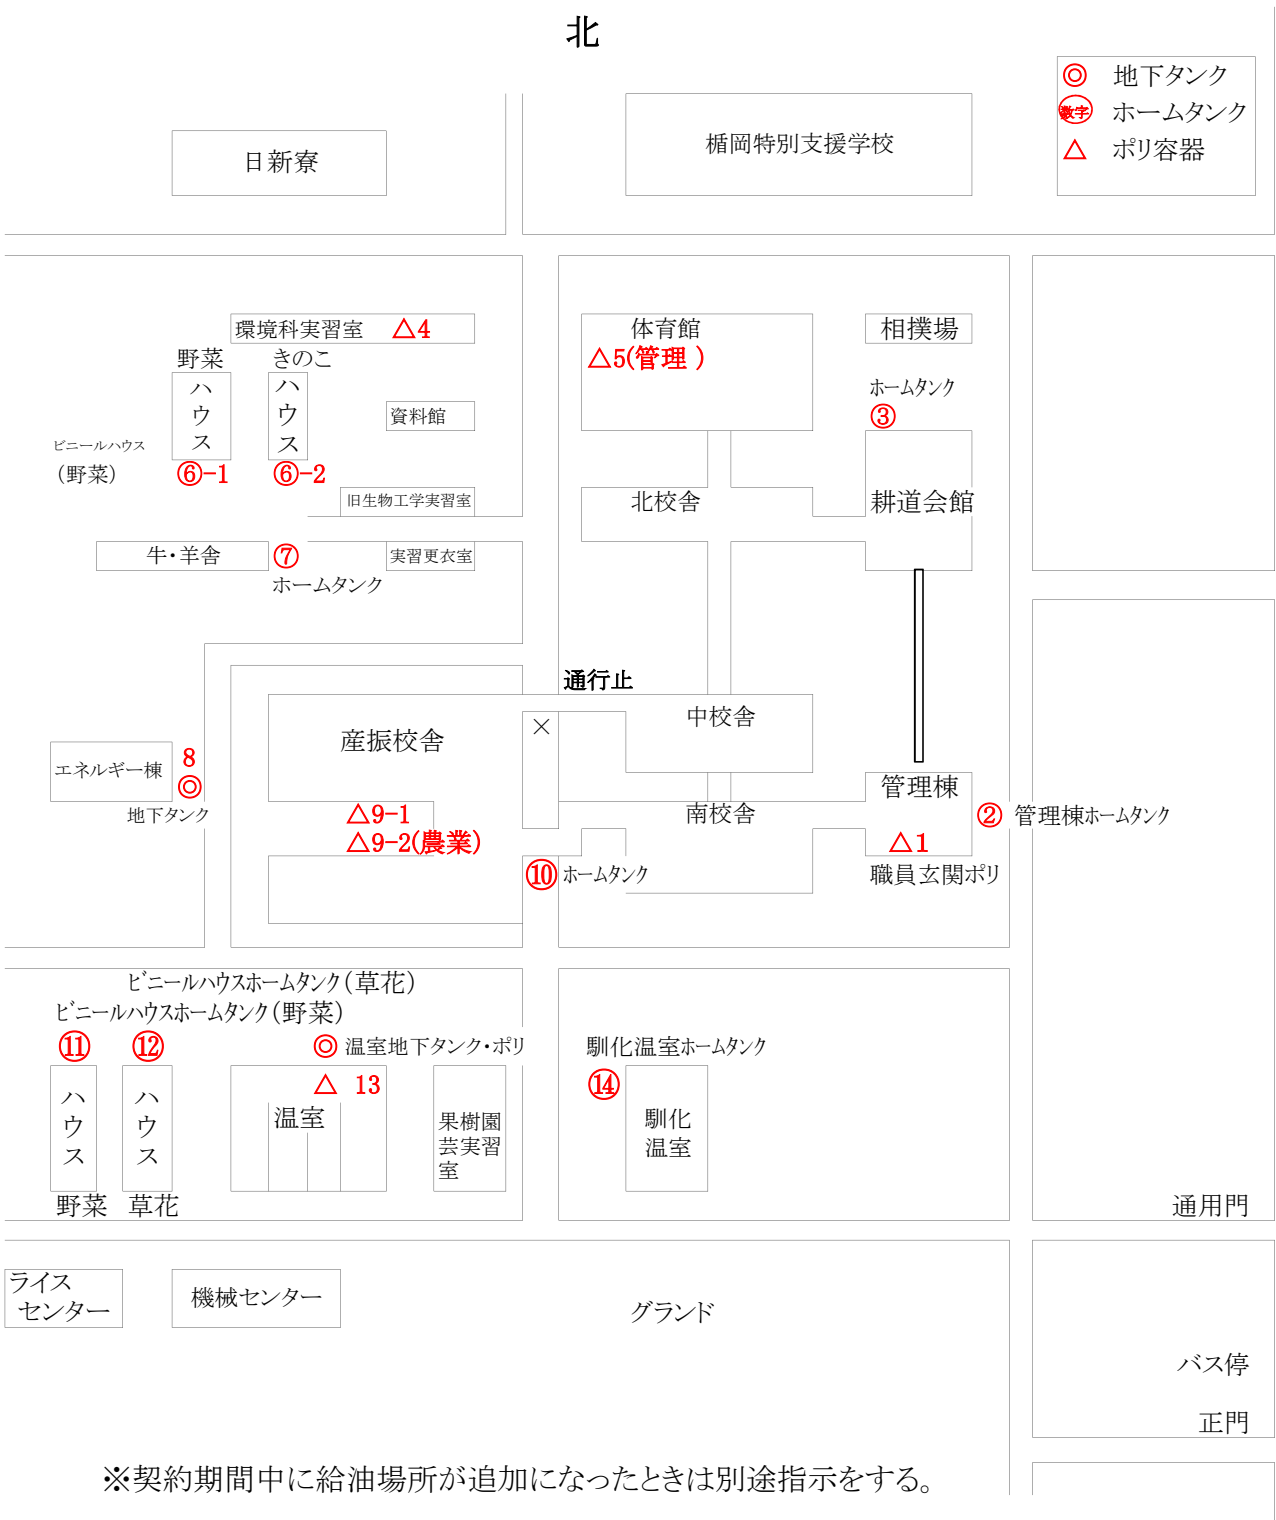 北
◎ 地下タンク
数字 ホームタンク
△ ポリ容器
日新寮
楯岡特別支援学校
環境科実習室 △4
野菜
きのこ
ハウス
ハウス
ビニールハウス
(野菜)
⑥-1
⑥-2
資料館
旧生物工学実習室
牛・羊舎
⑦
ホームタンク
実習更衣室
体育館
△5(管理 )
相撲場
ホームタンク
③
北校舎
耕道会館
通行止
×
中校舎
産振校舎
エネルギー棟
8
◎
地下タンク
△9-1
△9-2(農業)
南校舎
管理棟
② 管理棟ホームタンク
△1
職員玄関ポリ
⑩ ホームタンク
ビニールハウスホームタンク(草花)
ビニールハウスホームタンク(野菜)
⑪
⑫
◎ 温室地下タンク・ポリ
△ 13
ハウス
ハウス
野菜
草花
温室
果樹園
芸実習
室
馴化温室ホームタンク
⑭
馴化
温室
通用門
ライス
センター
機械センター
グランド
バス停
正門
※契約期間中に給油場所が追加になったときは別途指示をする。